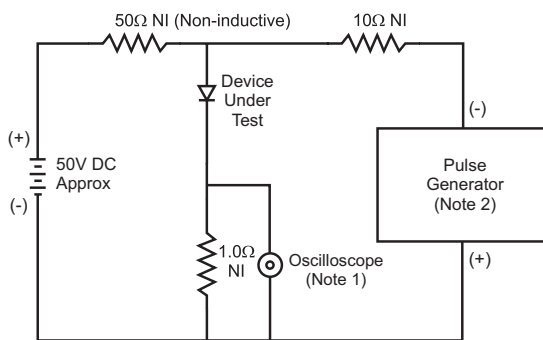 50Ω NI (Non-inductive)
10Ω NI
Device
Under
Test
(-)
(+)
50V DC
Approx
(-)
Pulse
Generator
(Note 2)
1.0Ω
NI
Oscilloscope
(Note 1)
(+)